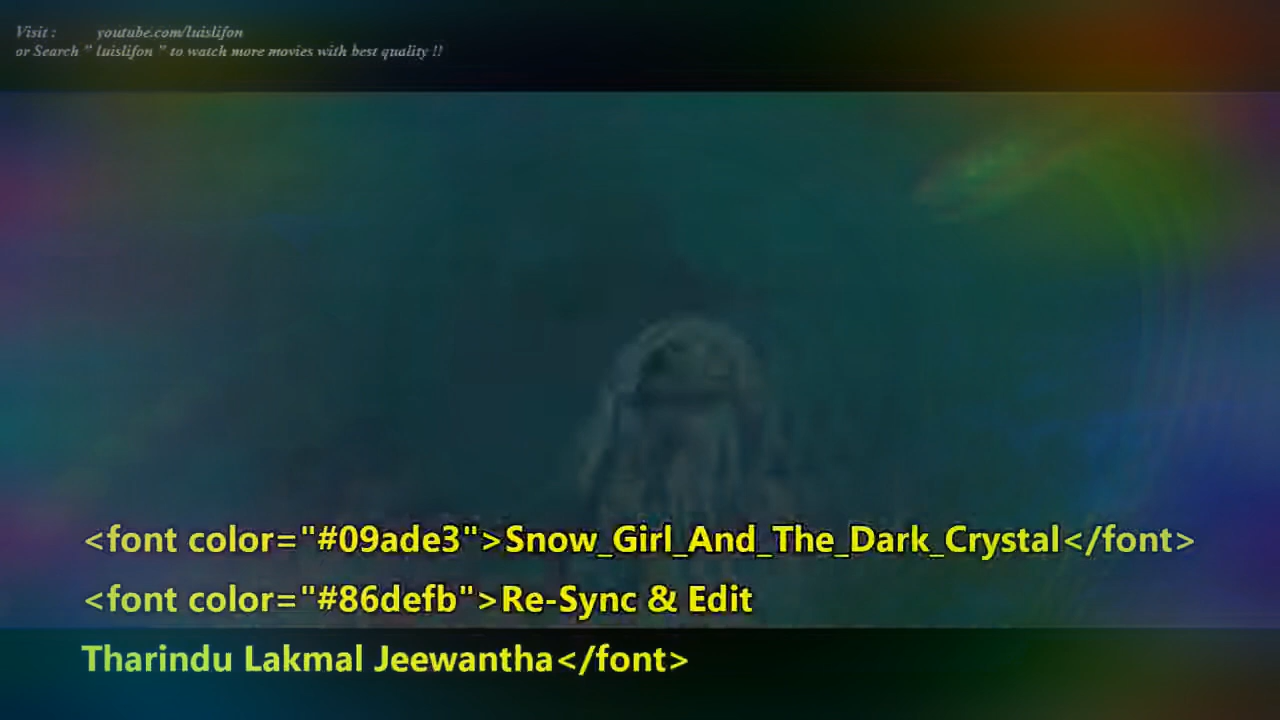 Visit : youtube.com/luislifon
or Search " luislifon " to watch more movies with best quality !!
<font color="#09ade3">Snow_Girl_And_The_Dark_Crystal</font>
<font color="#86defb">Re-Sync & Edit
Tharindu Lakmal Jeewantha</font>